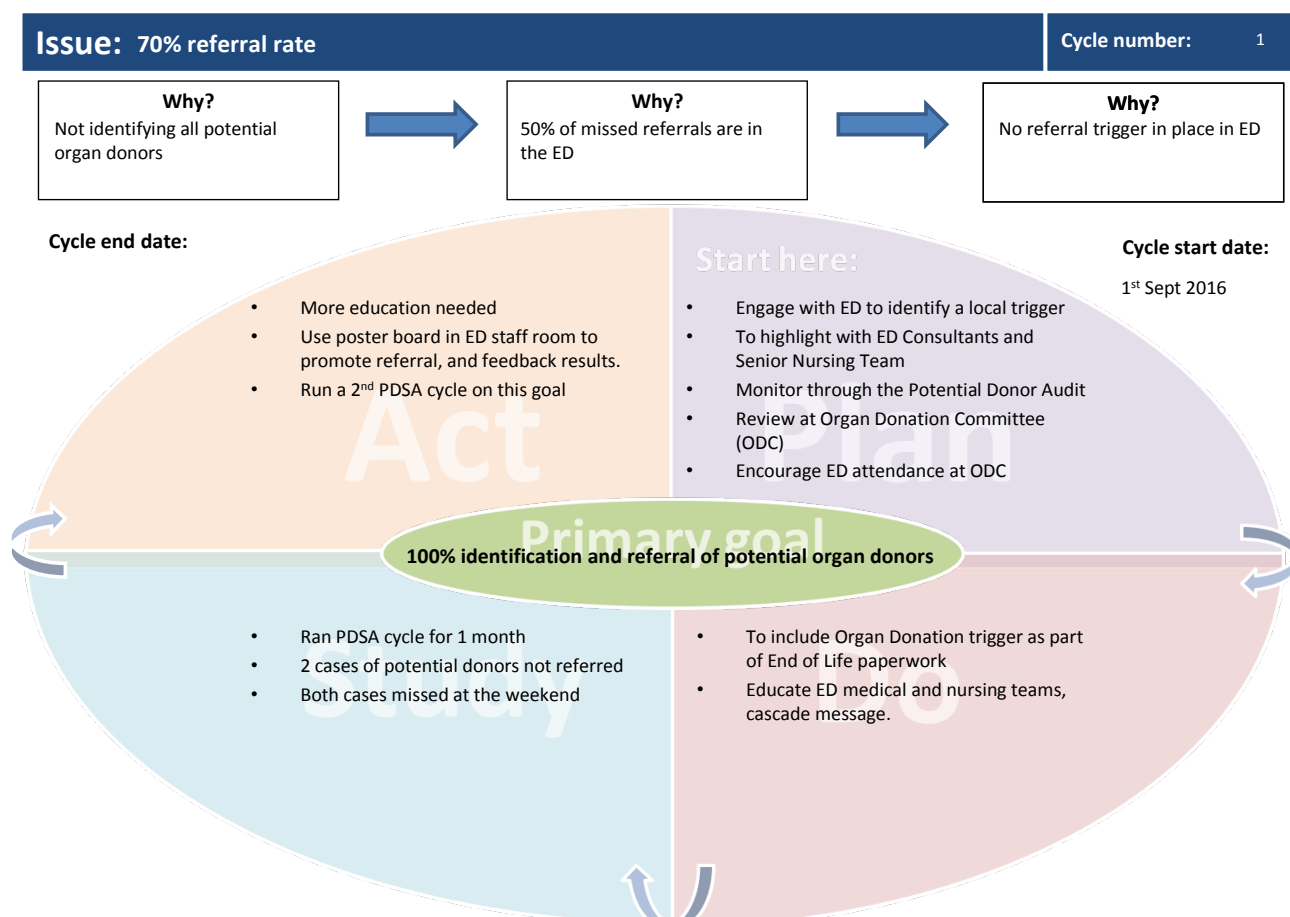 Issue: 70% referral rate
Cycle number: 1
Why?
Not identifying all potential
organ donors
Why?
50% of missed referrals are in
the ED
Why?
No referral trigger in place in ED
Cycle end date:
Cycle start date:
1st Sept 2016
• More education needed
• Use poster board in ED staff room to
promote referral, and feedback results.
• Run a 2nd PDSA cycle on this goal
Act
Start here:
• Engage with ED to identify a local trigger
• To highlight with ED Consultants and
Senior Nursing Team
• Monitor through the Potential Donor Audit
• Review at Organ Donation Committee
(ODC)
• Encourage ED attendance at ODC
Plan
Primary goal
100% identification and referral of potential organ donors
• Ran PDSA cycle for 1 month
• 2 cases of potential donors not referred
• Both cases missed at the weekend
Study
• To include Organ Donation trigger as part
of End of Life paperwork
• Educate ED medical and nursing teams,
cascade message.
Do